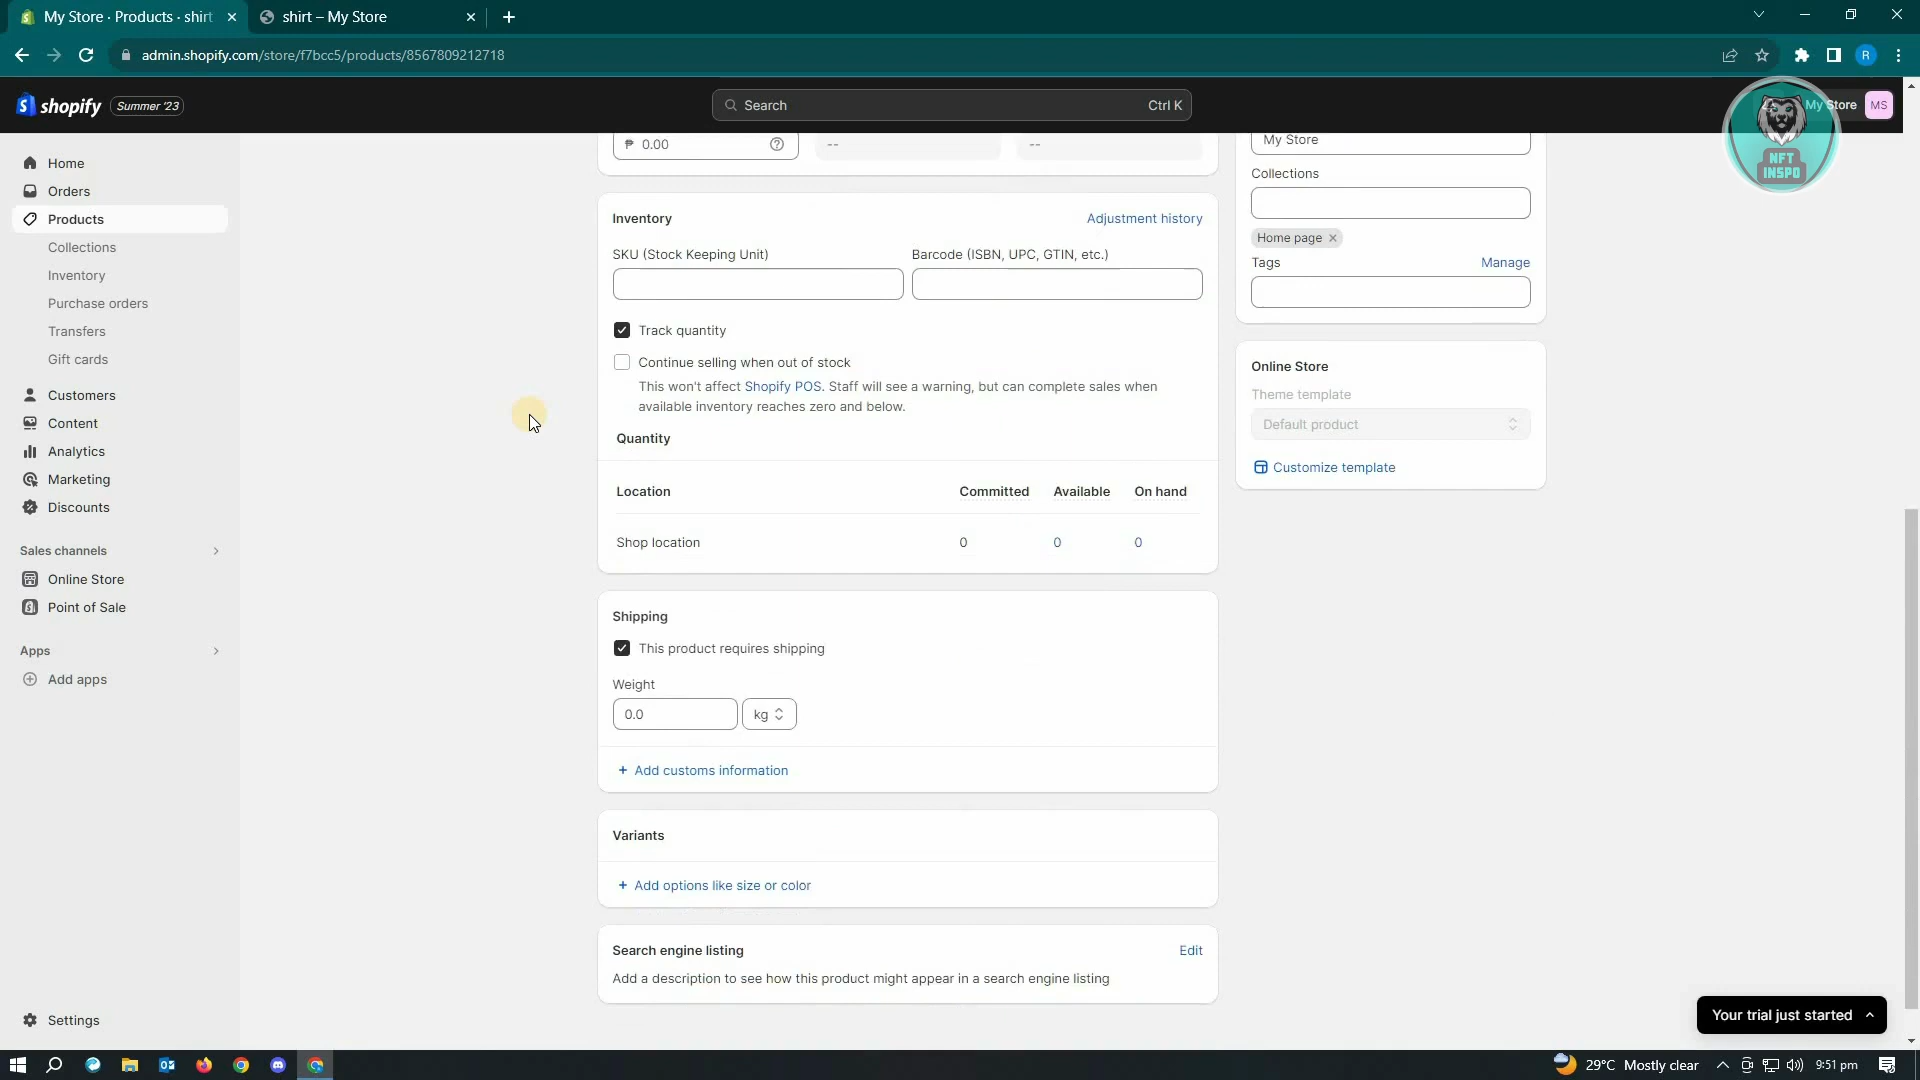 My Store · Products · shirt
shirt – My Store
admin.shopify.com/store/f7bcc5/products/8567809212718
R
shopify
Summer '23
Search
Ctrl K
My Store
MS
NFT
INSPO
Home
Orders
Products
Collections
Inventory
Purchase orders
Transfers
Gift cards
Customers
Content
Analytics
Marketing
Discounts
Sales channels
Online Store
Point of Sale
Apps
Add apps
Settings
₱ 0.00
--
--
Inventory
Adjustment history
SKU (Stock Keeping Unit)
Barcode (ISBN, UPC, GTIN, etc.)
Track quantity
Continue selling when out of stock
This won't affect Shopify POS. Staff will see a warning, but can complete sales when
available inventory reaches zero and below.
Quantity
Location Committed Available On hand
Shop location 0 0 0
Shipping
This product requires shipping
Weight
0.0
kg
+ Add customs information
Variants
+ Add options like size or color
Search engine listing
Edit
Add a description to see how this product might appear in a search engine listing
My Store
Collections
Home page
Tags
Manage
Online Store
Theme template
Default product
Customize template
Your trial just started
29°C Mostly clear
9:51 pm